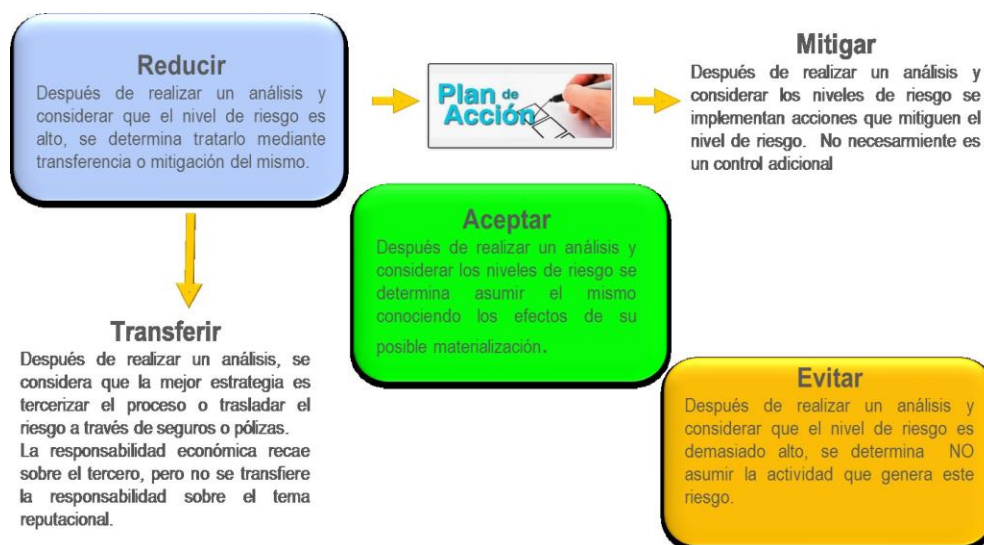 Reducir
Después de realizar un análisis y
considerar que el nivel de riesgo es
alto, se determina tratarlo mediante
transferencia o mitigación del mismo.
Plan de
Acción
Mitigar
Después de realizar un análisis y
considerar los niveles de riesgo se
implementan acciones que mitiguen el
nivel de riesgo. No necesarmiente es
un control adicional
Aceptar
Después de realizar un análisis y
considerar los niveles de riesgo se
determina asumir el mismo
conociendo los efectos de su
posible materialización.
Transferir
Después de realizar un análisis, se
considera que la mejor estrategia es
tercerizar el proceso o trasladar el
riesgo a través de seguros o pólizas.
La responsabilidad económica recae
sobre el tercero, pero no se transfiere
la responsabilidad sobre el tema
reputacional.
Evitar
Después de realizar un análisis y
considerar que el nivel de riesgo es
demasiado alto, se determina NO
asumir la actividad que genera este
riesgo.